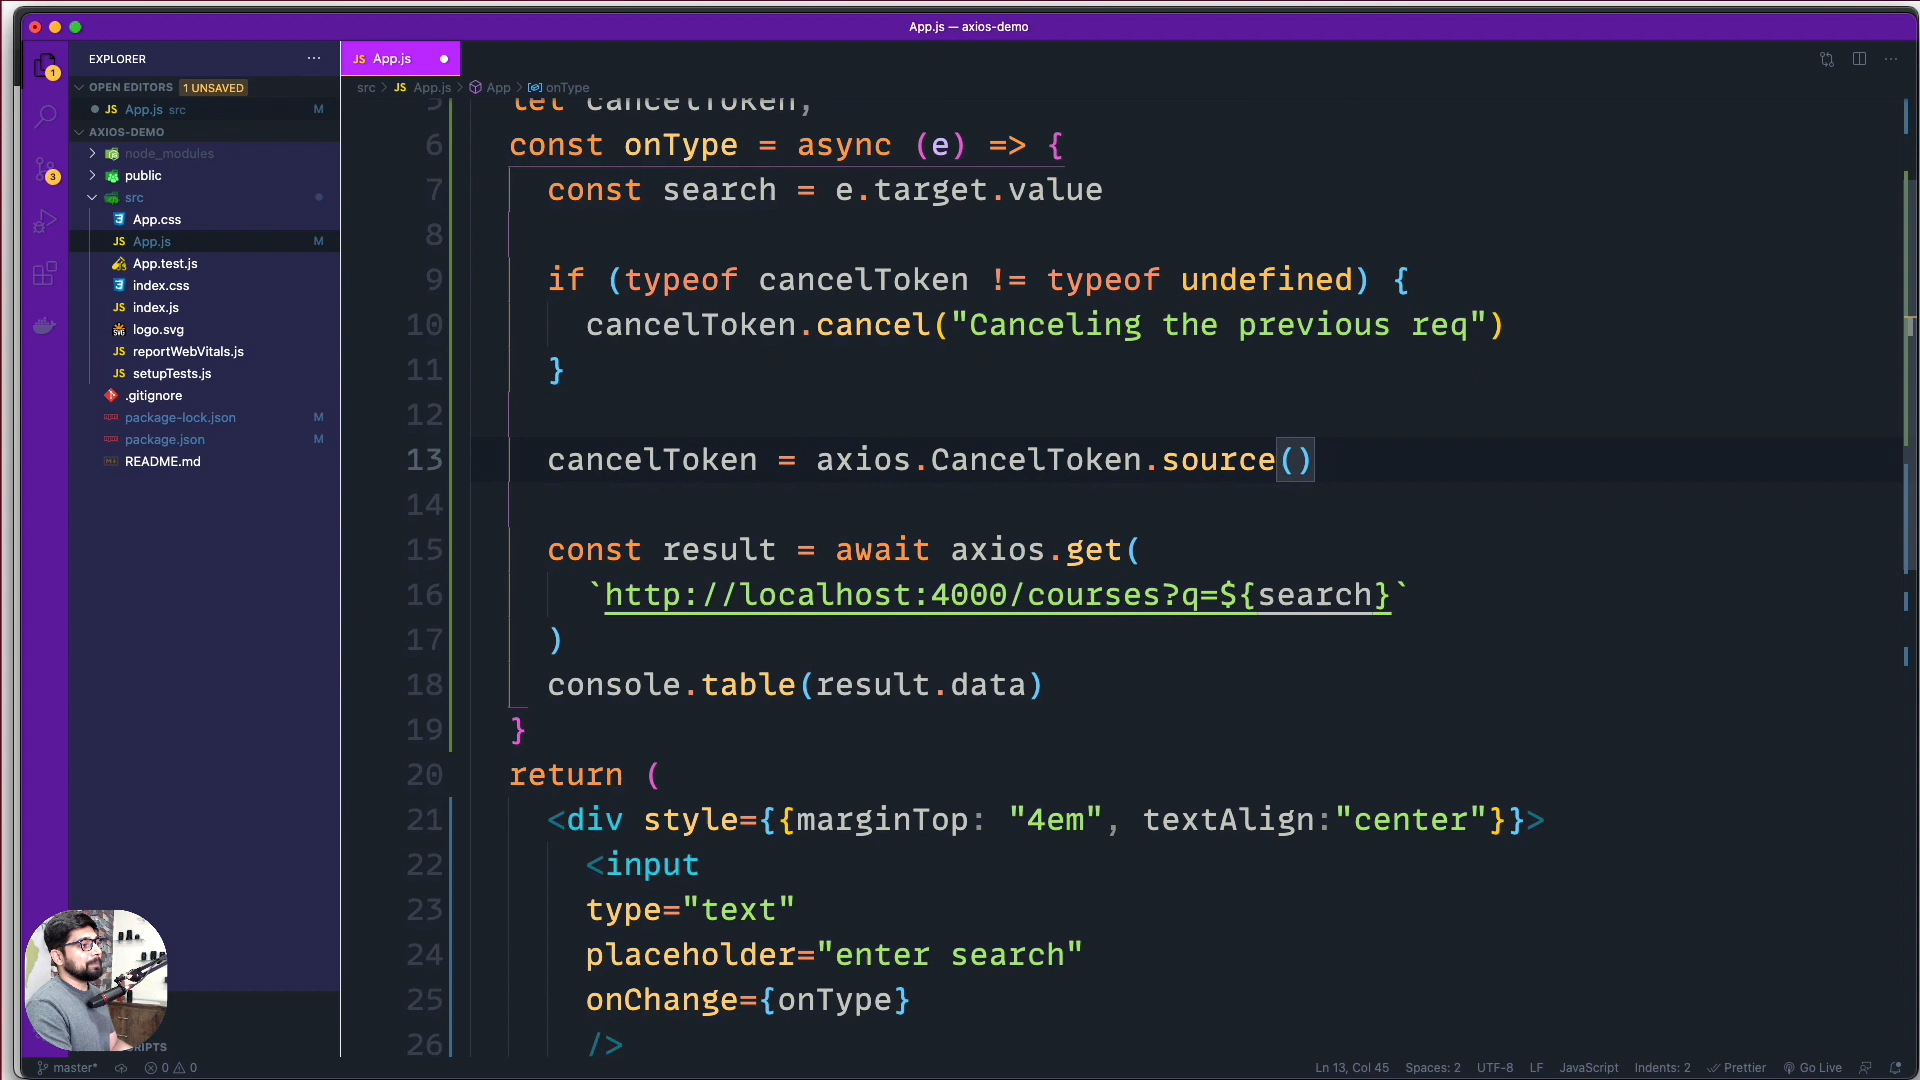 App.js — axios-demo
EXPLORER
OPEN EDITORS 1 UNSAVED
JS App.js src M
AXIOS-DEMO
node_modules
public
src
App.css
JS App.js M
App.test.js
index.css
JS index.js
logo.svg
JS reportWebVitals.js
JS setupTests.js
.gitignore
package-lock.json M
package.json M
README.md
1
3
JS App.js
src > JS App.js > App > onType
5 let cancelToken;
6 const onType = async (e) => {
7 const search = e.target.value
8
9 if (typeof cancelToken != typeof undefined) {
10 cancelToken.cancel("Canceling the previous req")
11 }
12
13 cancelToken = axios.CancelToken.source()
14
15 const result = await axios.get(
16 `http://localhost:4000/courses?q=${search}`
17 )
18 console.table(result.data)
19 }
20 return (
21 <div style={{marginTop: "4em", textAlign:"center"}}>
22 <input
23 type="text"
24 placeholder="enter search"
25 onChange={onType}
26 />
master* 0 0 Ln 13, Col 45 Spaces: 2 UTF-8 LF JavaScript Indents: 2 Prettier Go Live